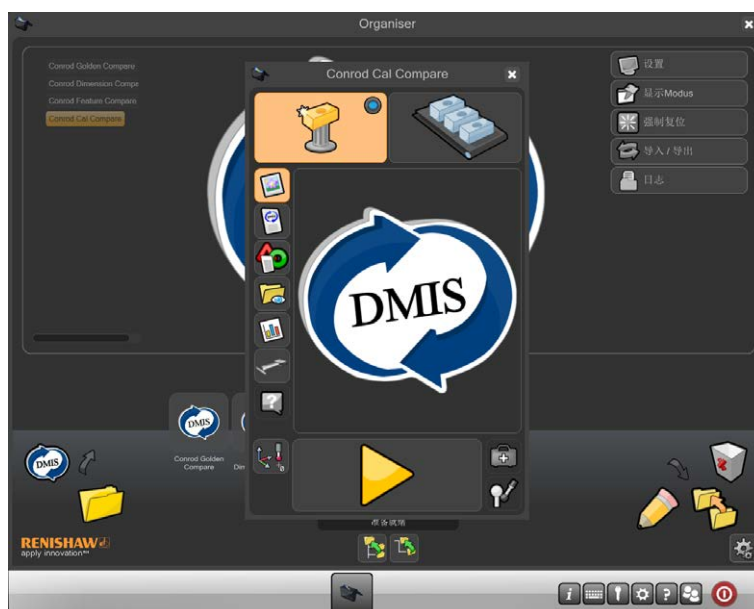 Organiser
Conrod Golden Compare
Conrod Dimension Compa
Conrod Feature Compare
Conrod Cal Compare
Conrod Cal Compare
设置
显示Modus
强制复位
导入 / 导出
日志
DMIS
DMIS
Conrod Golden
Compare
DMIS
准备就绪
RENISHAW
apply innovation™